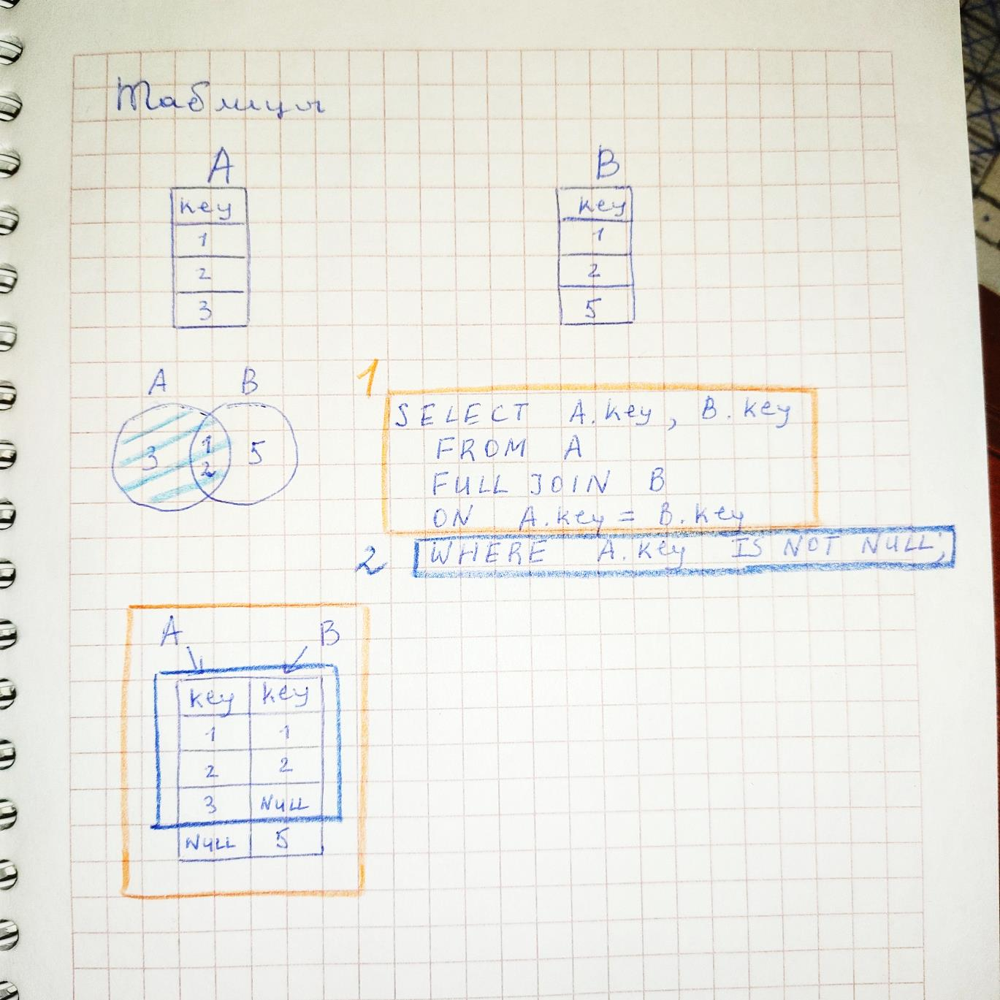 Таблицы
A
key
1
2
3
B
key
1
2
5
A B
3 1 2 5
1
SELECT A.key, B.key
FROM A
FULL JOIN B
ON A.key = B.key
2
WHERE A.key IS NOT NULL;
A B
key key
1 1
2 2
3 NULL
NULL 5